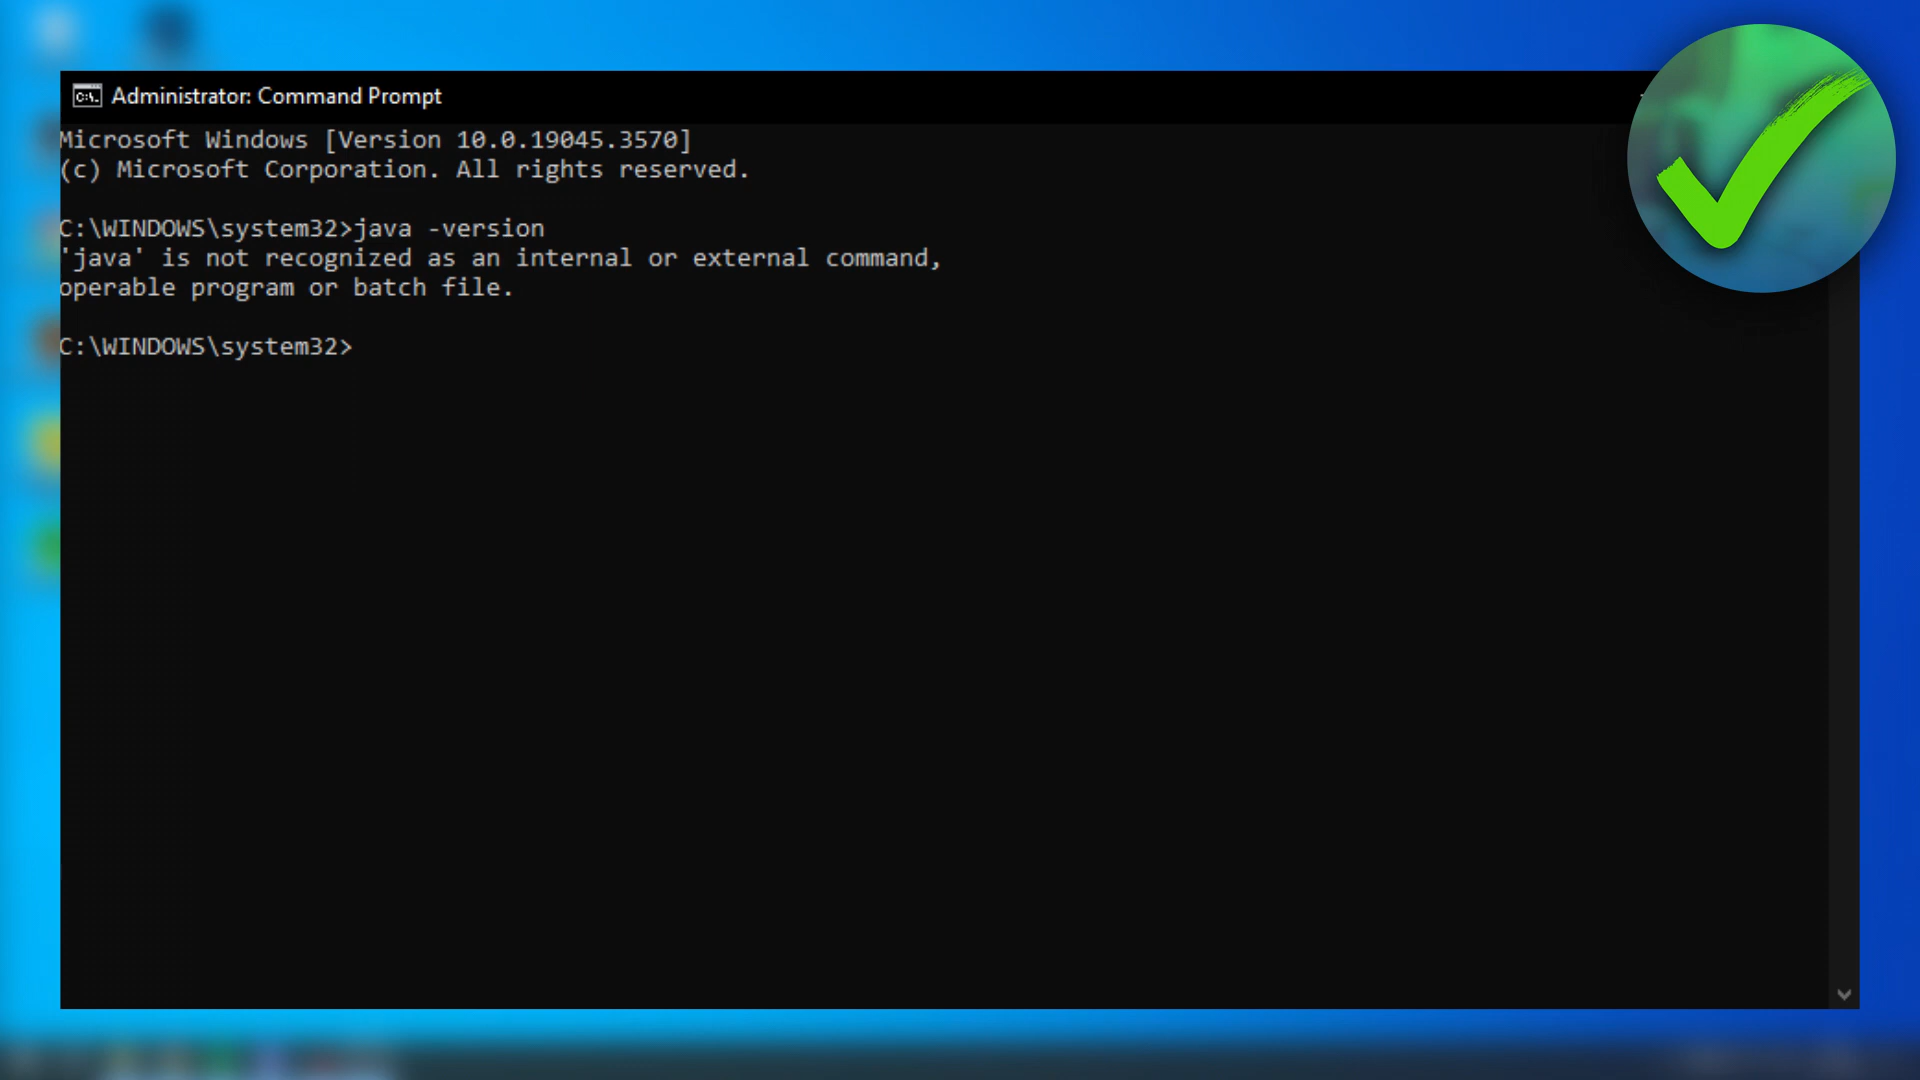 Administrator: Command Prompt
Microsoft Windows [Version 10.0.19045.3570]
(c) Microsoft Corporation. All rights reserved.
C:\WINDOWS\system32>java -version
'java' is not recognized as an internal or external command,
operable program or batch file.
C:\WINDOWS\system32>